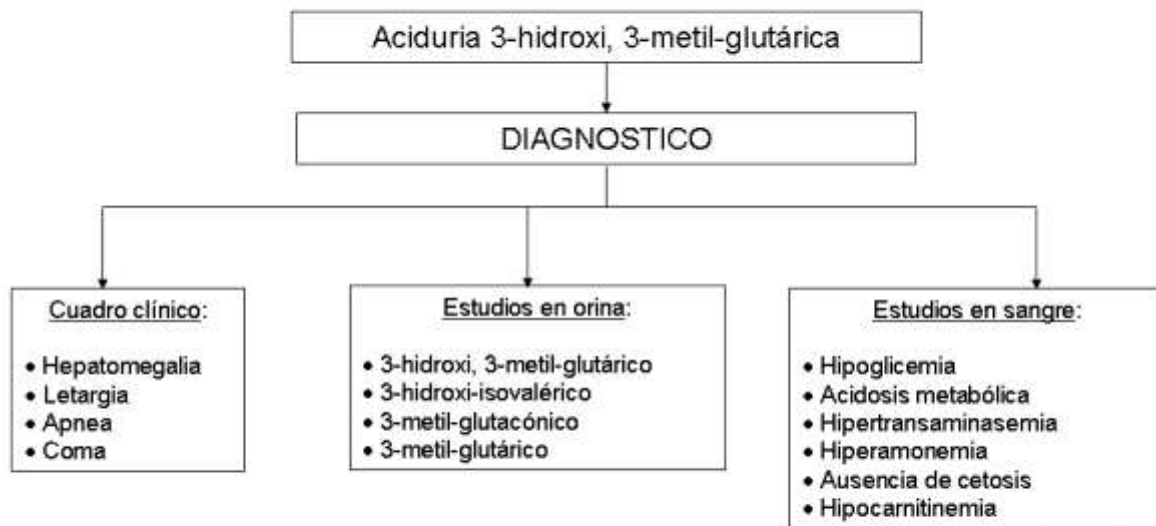 Aciduria 3-hidroxi, 3-metil-glutárica
DIAGNOSTICO
Cuadro clínico:
• Hepatomegalia
• Letargia
• Apnea
• Coma
Estudios en orina:
• 3-hidroxi, 3-metil-glutárico
• 3-hidroxi-isovalérico
• 3-metil-glutacónico
• 3-metil-glutárico
Estudios en sangre:
• Hipoglicemia
• Acidosis metabólica
• Hipertransaminasemia
• Hiperamonemia
• Ausencia de cetosis
• Hipocarnitinemia